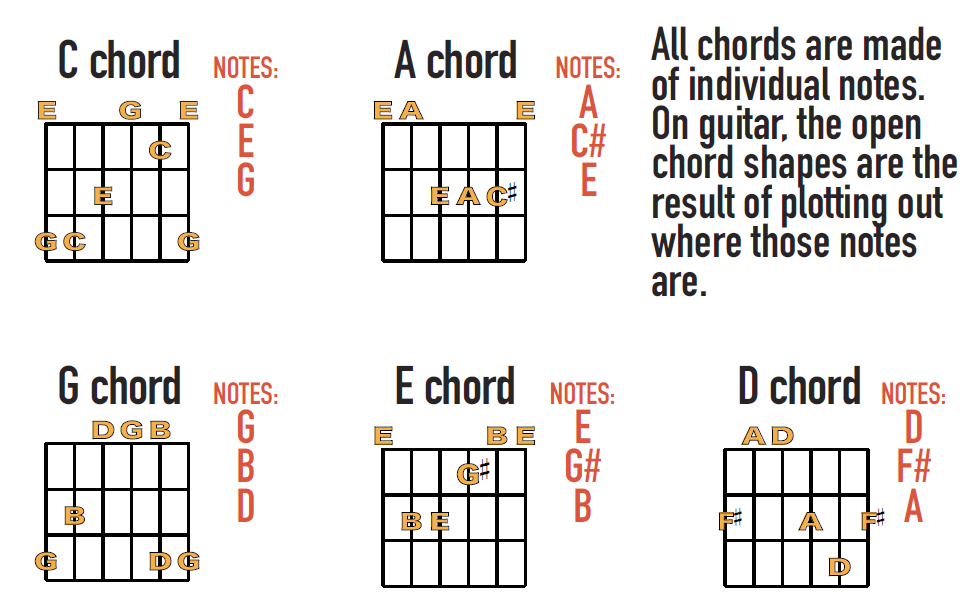 C chord
NOTES:
C
E
G
E G E
C
E
G C G
A chord
NOTES:
A
C#
E
E A E
E A C♯
All chords are made
of individual notes.
On guitar, the open
chord shapes are the
result of plotting out
where those notes
are.
G chord
NOTES:
G
B
D
D G B
B
G D G
E chord
NOTES:
E
G#
B
E B E
G♯
B E
D chord
NOTES:
D
F#
A
A D
F♯ A F♯
D